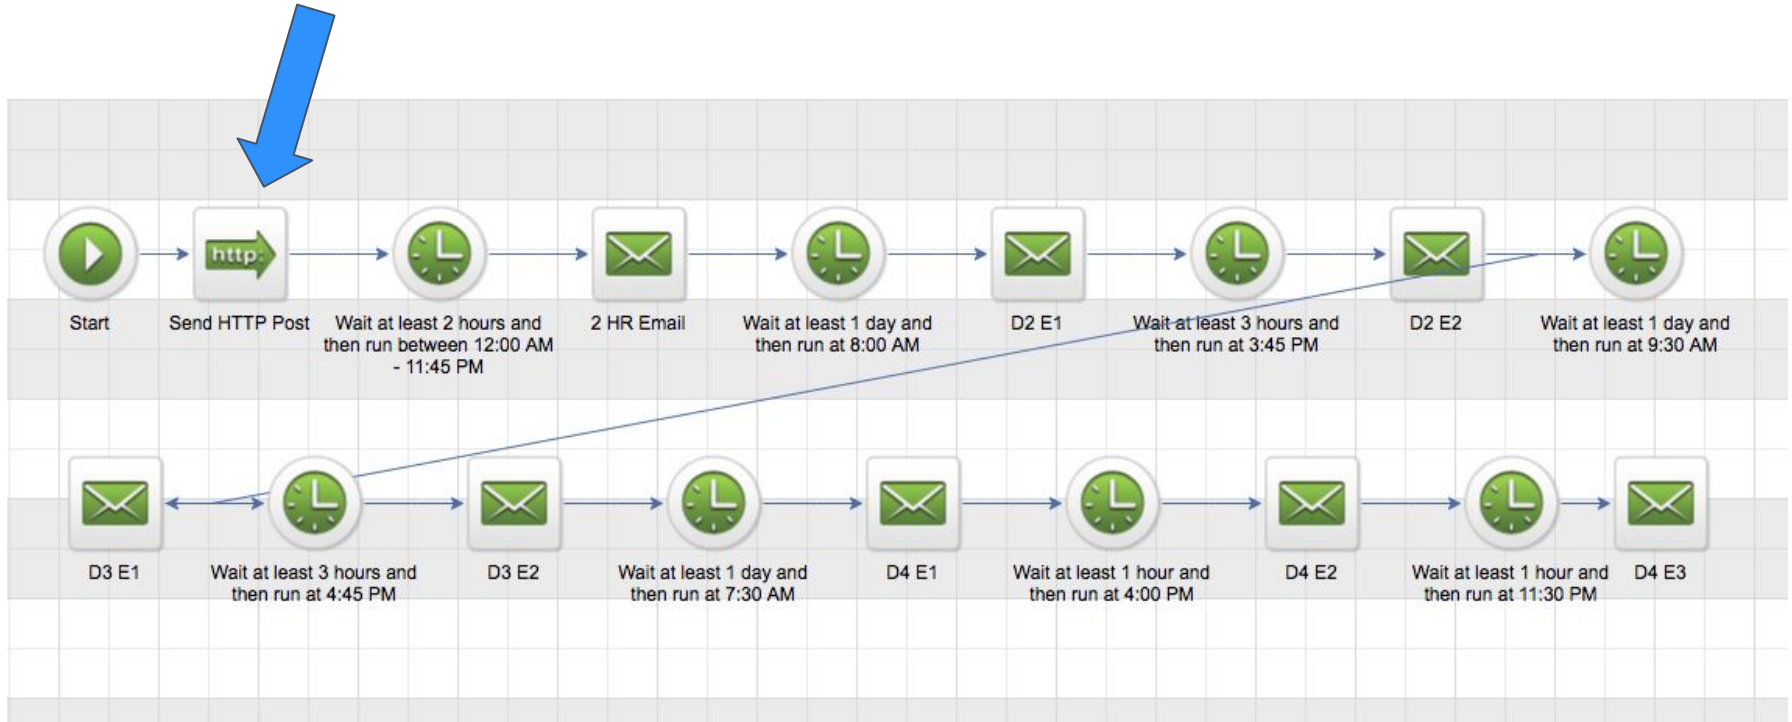 http:
Start
Send HTTP Post
Wait at least 2 hours and
then run between 12:00 AM
- 11:45 PM
2 HR Email
Wait at least 1 day and
then run at 8:00 AM
D2 E1
Wait at least 3 hours and
then run at 3:45 PM
D2 E2
Wait at least 1 day and
then run at 9:30 AM
D3 E1
Wait at least 3 hours and
then run at 4:45 PM
D3 E2
Wait at least 1 day and
then run at 7:30 AM
D4 E1
Wait at least 1 hour and
then run at 4:00 PM
D4 E2
Wait at least 1 hour and
then run at 11:30 PM
D4 E3